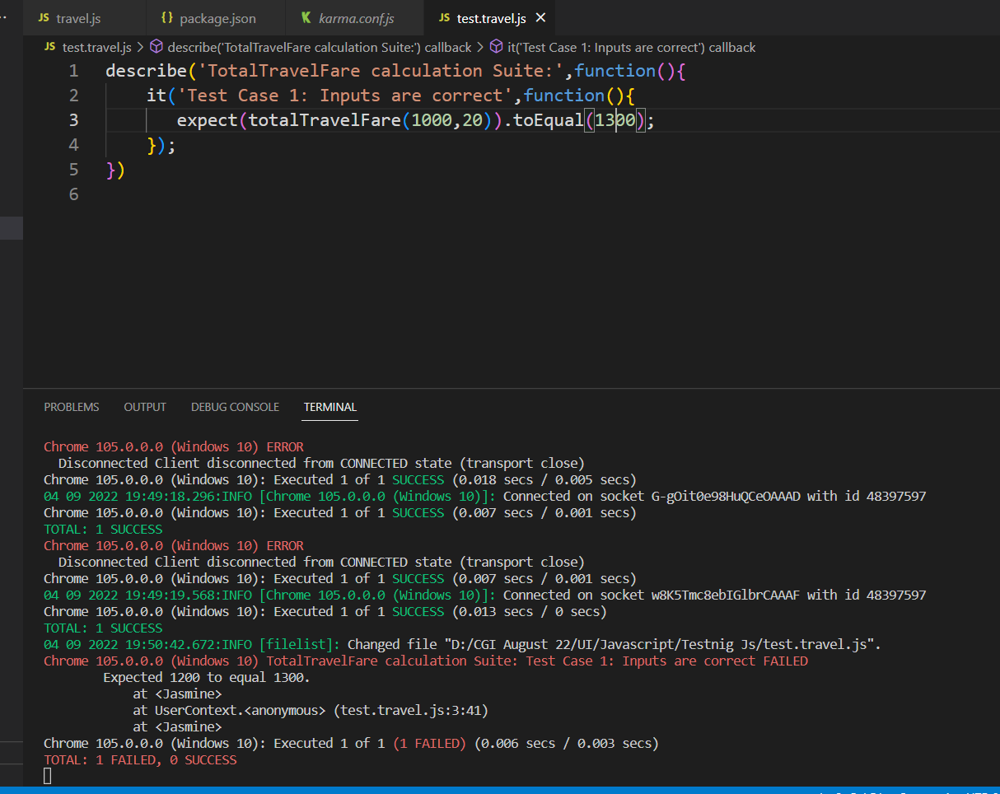 travel.js package.json karma.conf.js test.travel.js
test.travel.js > describe('TotalTravelFare calculation Suite:') callback > it('Test Case 1: Inputs are correct') callback
1 describe('TotalTravelFare calculation Suite:',function(){
2 it('Test Case 1: Inputs are correct',function(){
3 expect(totalTravelFare(1000,20)).toEqual(1300);
4 });
5 })
6
PROBLEMS OUTPUT DEBUG CONSOLE TERMINAL
Chrome 105.0.0.0 (Windows 10) ERROR
Disconnected Client disconnected from CONNECTED state (transport close)
Chrome 105.0.0.0 (Windows 10): Executed 1 of 1 SUCCESS (0.018 secs / 0.005 secs)
04 09 2022 19:49:18.296:INFO [Chrome 105.0.0.0 (Windows 10)]: Connected on socket G-gOit0e98HuQCeOAAAD with id 48397597
Chrome 105.0.0.0 (Windows 10): Executed 1 of 1 SUCCESS (0.007 secs / 0.001 secs)
TOTAL: 1 SUCCESS
Chrome 105.0.0.0 (Windows 10) ERROR
Disconnected Client disconnected from CONNECTED state (transport close)
Chrome 105.0.0.0 (Windows 10): Executed 1 of 1 SUCCESS (0.007 secs / 0.001 secs)
04 09 2022 19:49:19.568:INFO [Chrome 105.0.0.0 (Windows 10)]: Connected on socket w8K5Tmc8ebIGlbrCAAAF with id 48397597
Chrome 105.0.0.0 (Windows 10): Executed 1 of 1 SUCCESS (0.013 secs / 0 secs)
TOTAL: 1 SUCCESS
04 09 2022 19:50:42.672:INFO [filelist]: Changed file "D:/CGI August 22/UI/Javascript/Testnig Js/test.travel.js".
Chrome 105.0.0.0 (Windows 10) TotalTravelFare calculation Suite: Test Case 1: Inputs are correct FAILED
Expected 1200 to equal 1300.
at <Jasmine>
at UserContext.<anonymous> (test.travel.js:3:41)
at <Jasmine>
Chrome 105.0.0.0 (Windows 10): Executed 1 of 1 (1 FAILED) (0.006 secs / 0.003 secs)
TOTAL: 1 FAILED, 0 SUCCESS